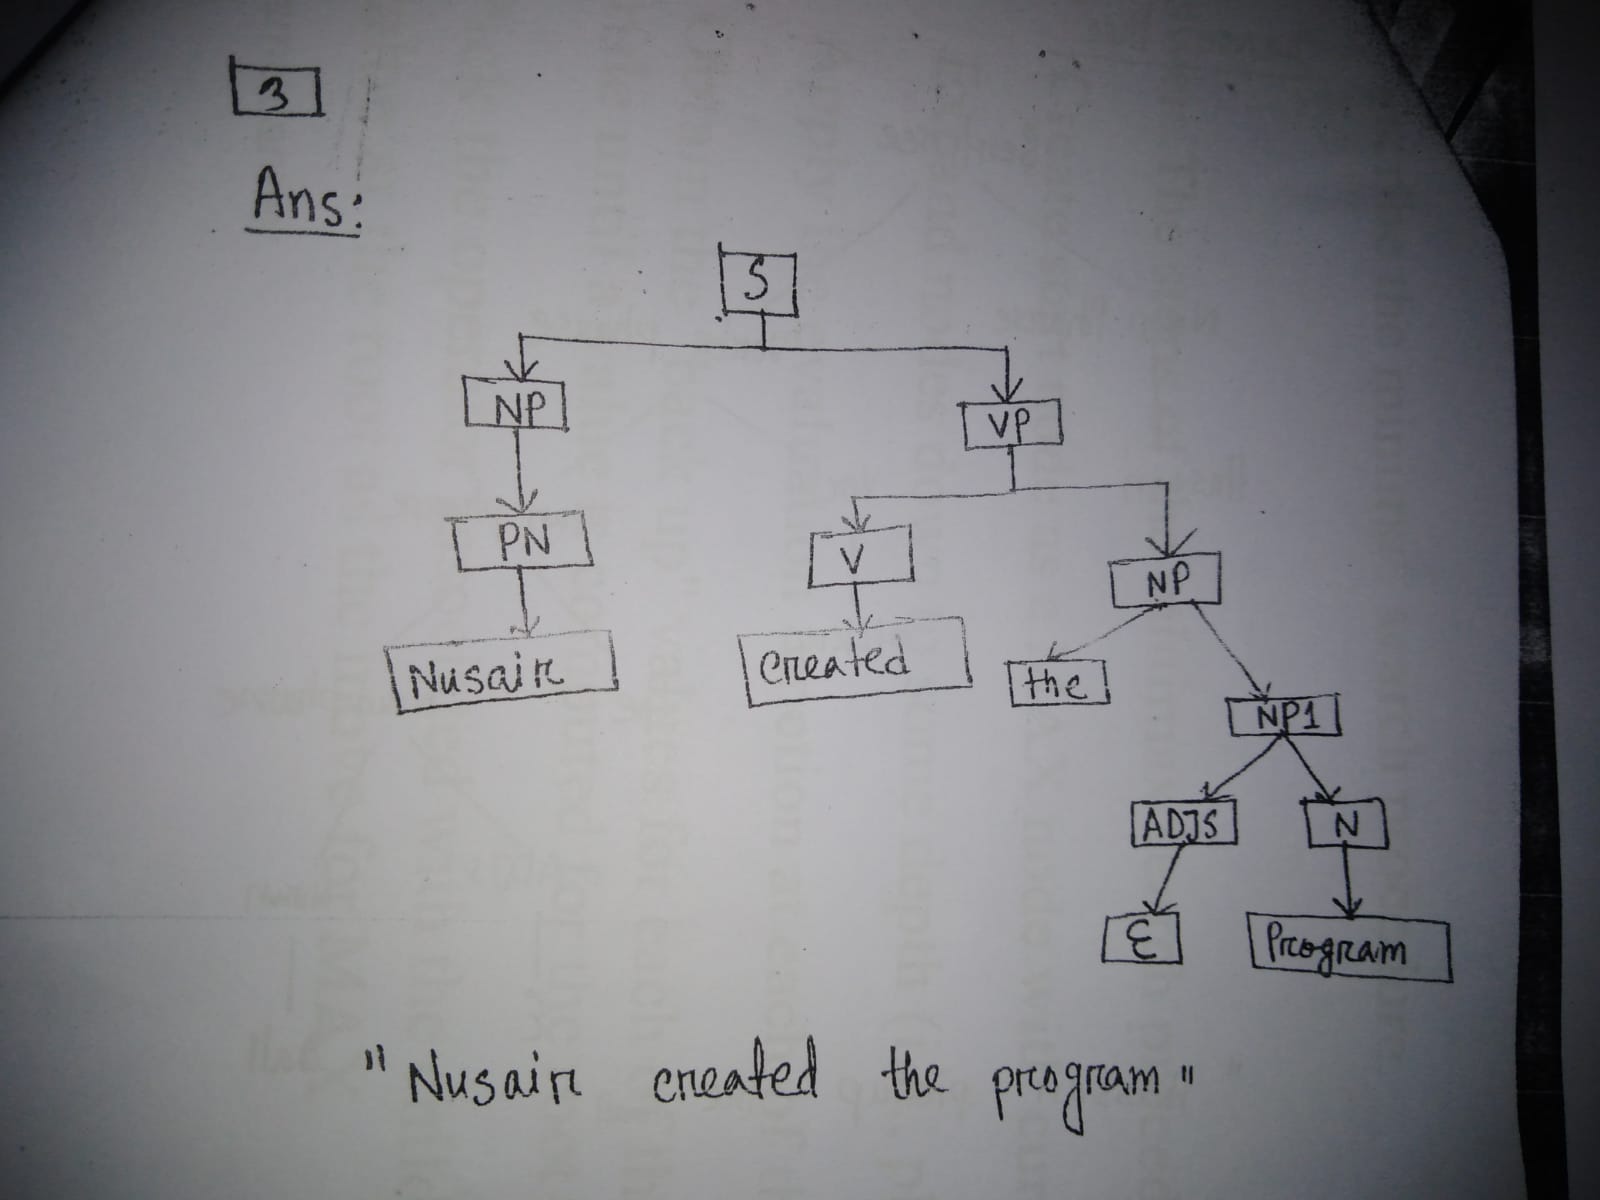 3
Ans:
S
NP VP
PN V NP
Nusair created the
NP1
ADJS N
ε Program
"Nusair created the program"